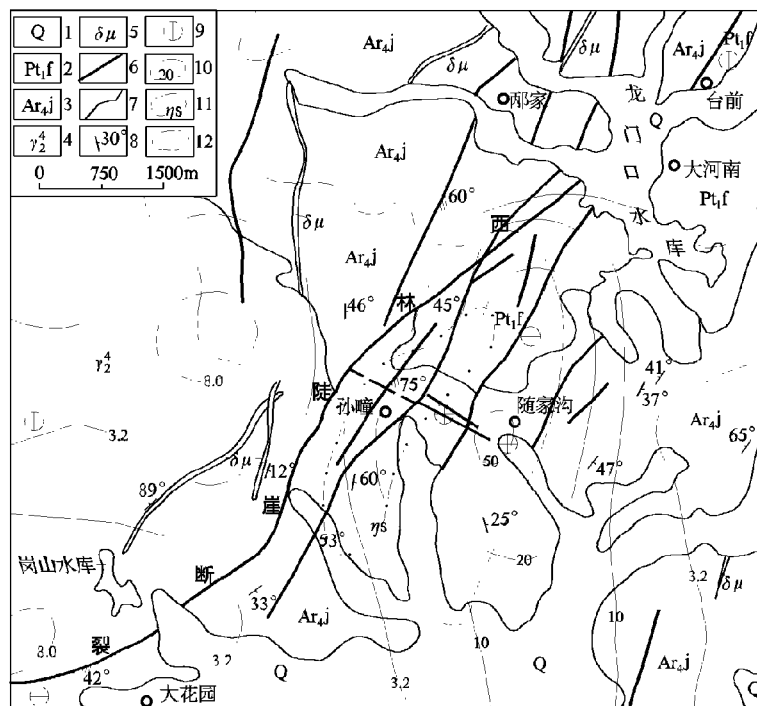 Q 1 δμ 5 9
Pt₁f 2 6 20 10
Ar₄j 3 7 ηs 11
γ₂⁴ 4 30° 8 12
0 750 1500m
Ar₄j
δμ
δμ
Ar₄j
Pt₁f
邴家
龙门口水库
台前
Q
大河南
Pt₁f
Ar₄j
60°
δμ
Ar₄j
西林陡崖断裂
46°
45°
Pt₁f
γ₂⁴
8.0
75°
孙疃
随家沟
41°
37°
Ar₄j
65°
3.2
δμ
12°
89°
60°
50
47°
ηs
25°
53°
20
岗山水库
33°
Ar₄j
3.2
δμ
10
8.0
3.2
42°
大花园
Q
3.2
10
Q
Ar₄j
Q